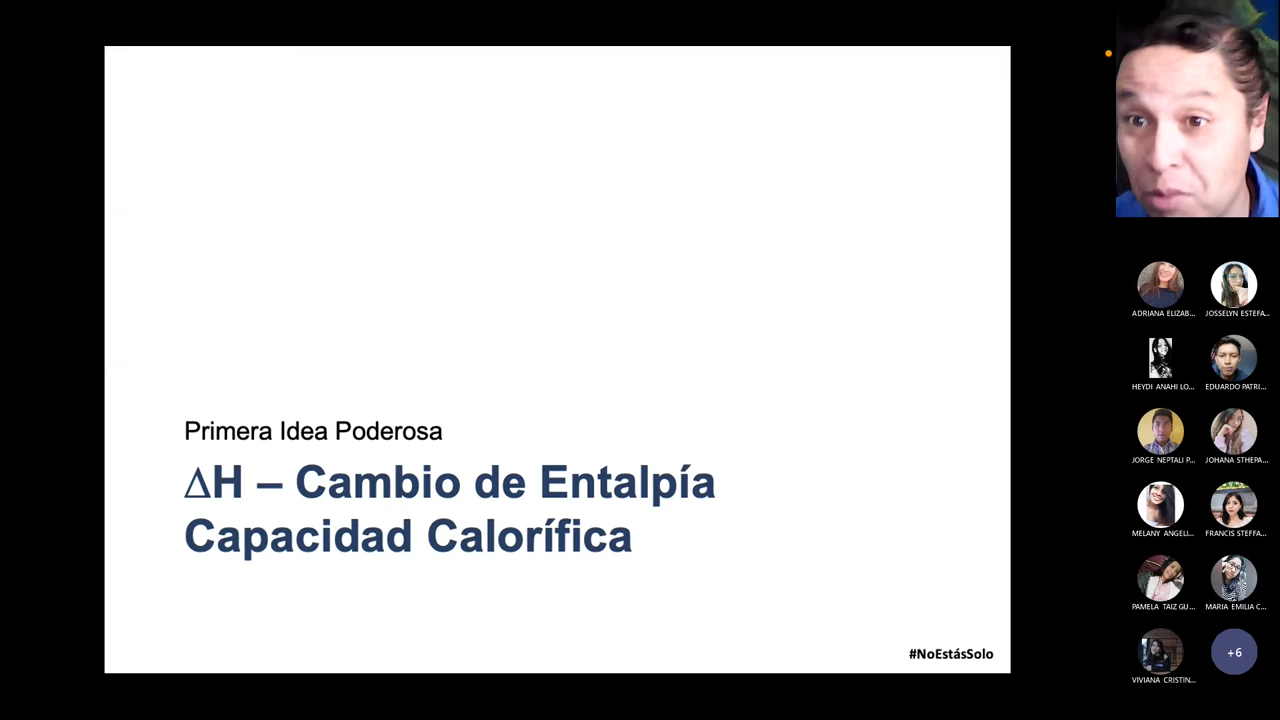 Primera Idea Poderosa
ΔH – Cambio de Entalpía
Capacidad Calorífica
#NoEstásSolo
ADRIANA ELIZAB...
JOSSELYN ESTEFA...
HEYDI ANAHI LO...
EDUARDO PATRI...
JORGE NEPTALI P...
JOHANA STHEPA...
MELANY ANGELI...
FRANCIS STEFFA...
PAMELA TAIZ GU...
MARIA EMILIA C...
VIVIANA CRISTIN...
+6